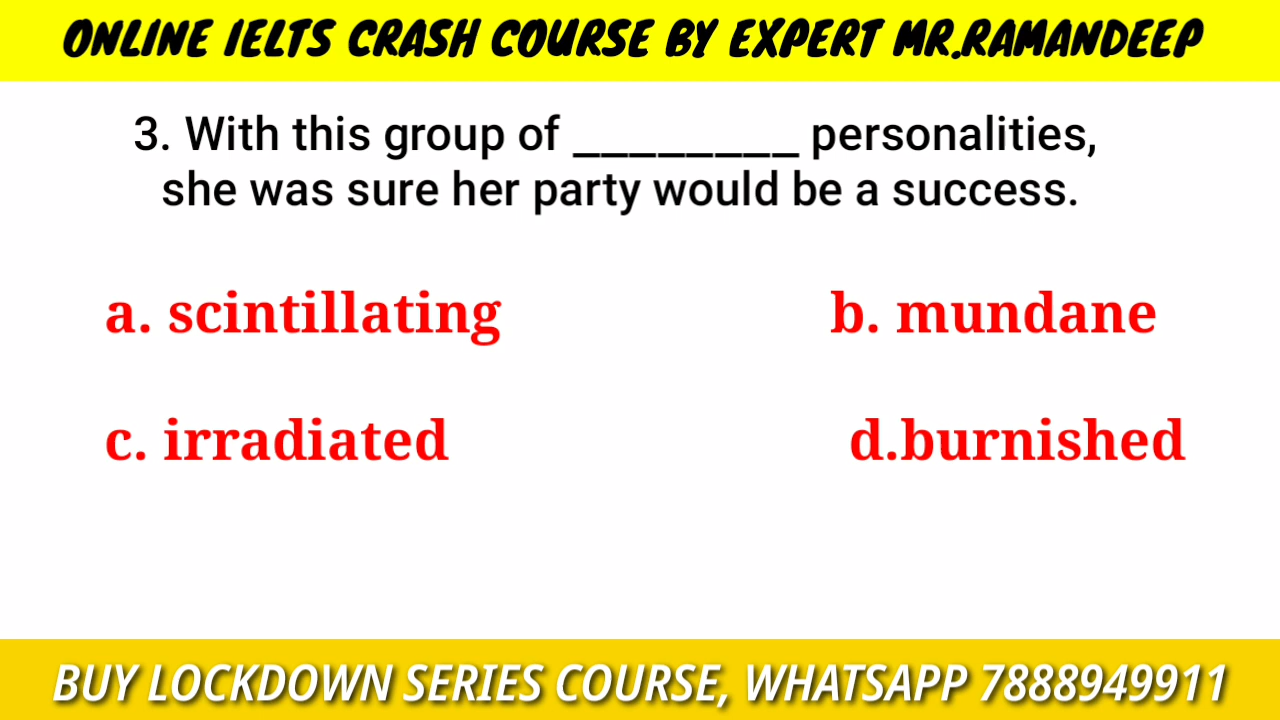 ONLINE IELTS CRASH COURSE BY EXPERT MR.RAMANDEEP
3. With this group of ________ personalities,
she was sure her party would be a success.
a. scintillating b. mundane
c. irradiated d.burnished
BUY LOCKDOWN SERIES COURSE, WHATSAPP 7888949911